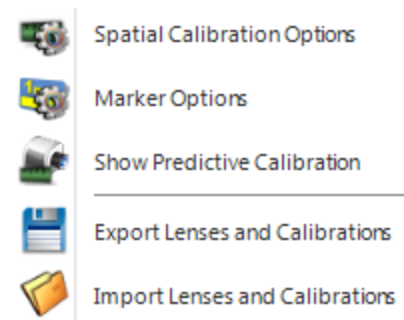 Spatial Calibration Options
Marker Options
Show Predictive Calibration
Export Lenses and Calibrations
Import Lenses and Calibrations